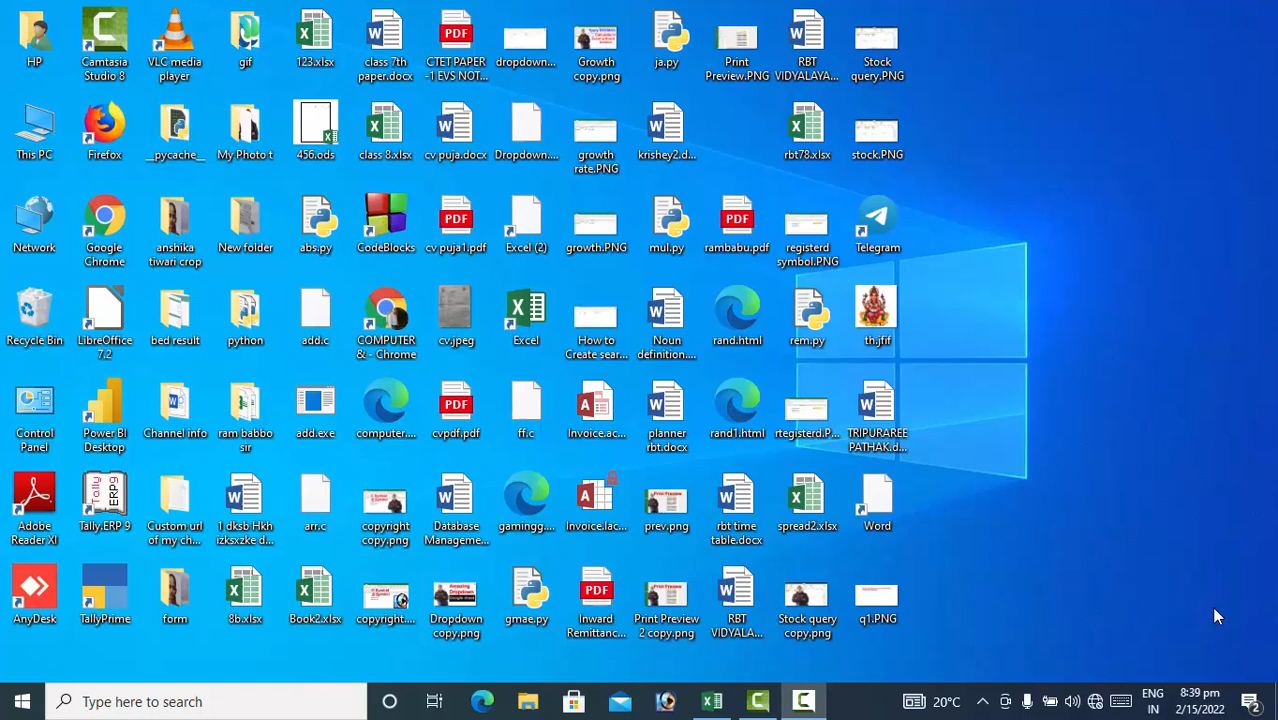 HP
Camtasia
Studio 8
VLC media
player
gif
123.xlsx
class 7th
paper.docx
CTET PAPER
-1 EVS NOT...
dropdown...
Growth
copy.png
ja.py
Print
Preview.PNG
RBT
VIDYALAYA...
Stock
query.PNG
This PC
Firefox
__pycache__
My Photo t
456.ods
class 8.xlsx
cv puja.docx
Dropdown....
growth
rate.PNG
krishey2.d...
rbt78.xlsx
stock.PNG
Network
Google
Chrome
anshika
tiwari crop
New folder
abs.py
CodeBlocks
cv puja1.pdf
Excel (2)
growth.PNG
mul.py
rambabu.pdf
registerd
symbol.PNG
Telegram
Recycle Bin
LibreOffice
7.2
bed result
python
add.c
COMPUTER
& - Chrome
cv.jpeg
Excel
How to
Create sear...
Noun
definition....
rand.html
rem.py
th.jfif
Control
Panel
Power BI
Desktop
Channel info
ram babbo
sir
add.exe
computer....
cvpdf.pdf
ff.c
Invoice.ac...
planner
rbt.docx
rand1.html
rtegisterd.P...
TRIPURAREE
PATHAK.d...
Adobe
Reader XI
Tally.ERP 9
Custom url
of my ch...
1 dksb Hkh
izksxzke d...
arr.c
copyright
copy.png
Database
Manageme...
gamingg....
Invoice.lac...
prev.png
rbt time
table.docx
spread2.xlsx
Word
AnyDesk
TallyPrime
form
8b.xlsx
Book2.xlsx
copyright....
Dropdown
copy.png
gmae.py
Inward
Remittanc...
Print Preview
2 copy.png
RBT
VIDYALA...
Stock query
copy.png
q1.PNG
Type here to search
20°C
ENG
IN
8:39 pm
2/15/2022
2